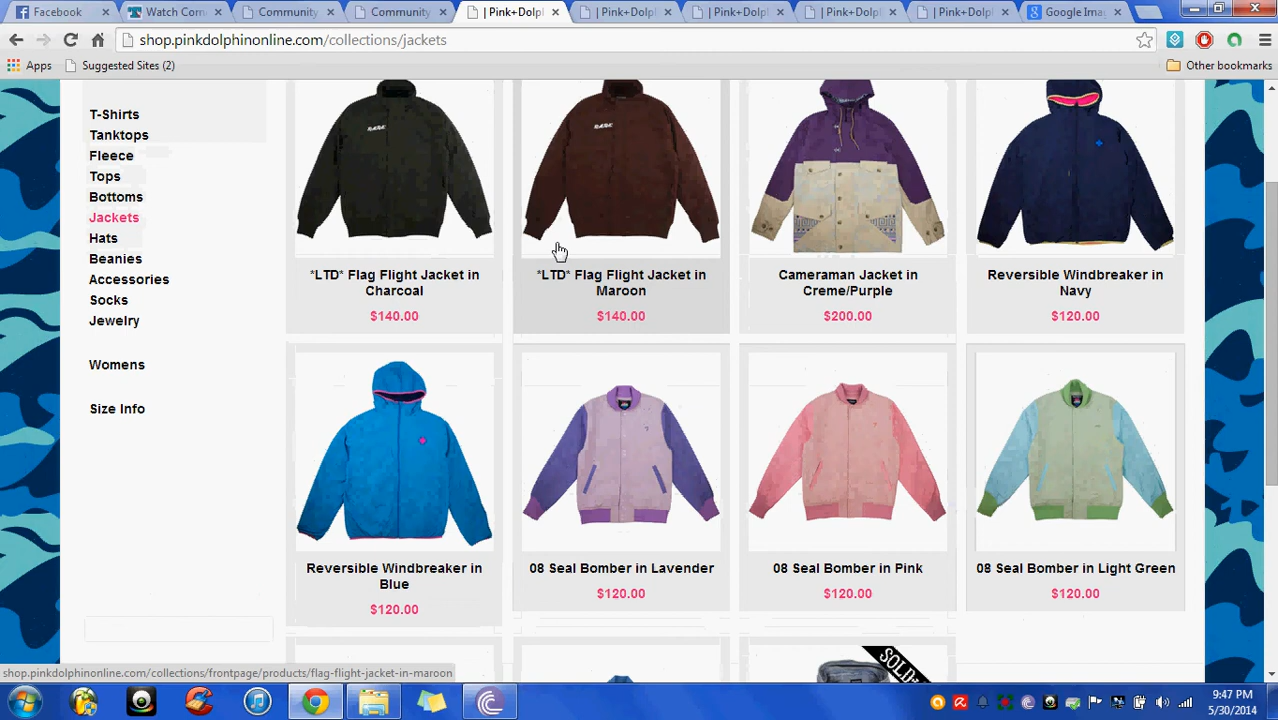 Facebook
Watch Corn
Community
Community
| Pink+Dolp
| Pink+Dolp
| Pink+Dolp
| Pink+Dolp
| Pink+Dolp
Google Imag
shop.pinkdolphinonline.com/collections/jackets
Apps
Suggested Sites (2)
Other bookmarks
T-Shirts
Tanktops
Fleece
Tops
Bottoms
Jackets
Hats
Beanies
Accessories
Socks
Jewelry
Womens
Size Info
*LTD* Flag Flight Jacket in
Charcoal
$140.00
*LTD* Flag Flight Jacket in
Maroon
$140.00
Cameraman Jacket in
Creme/Purple
$200.00
Reversible Windbreaker in
Navy
$120.00
Reversible Windbreaker in
Blue
$120.00
08 Seal Bomber in Lavender
$120.00
08 Seal Bomber in Pink
$120.00
08 Seal Bomber in Light Green
$120.00
SOLD
shop.pinkdolphinonline.com/collections/frontpage/products/flag-flight-jacket-in-maroon
9:47 PM
5/30/2014